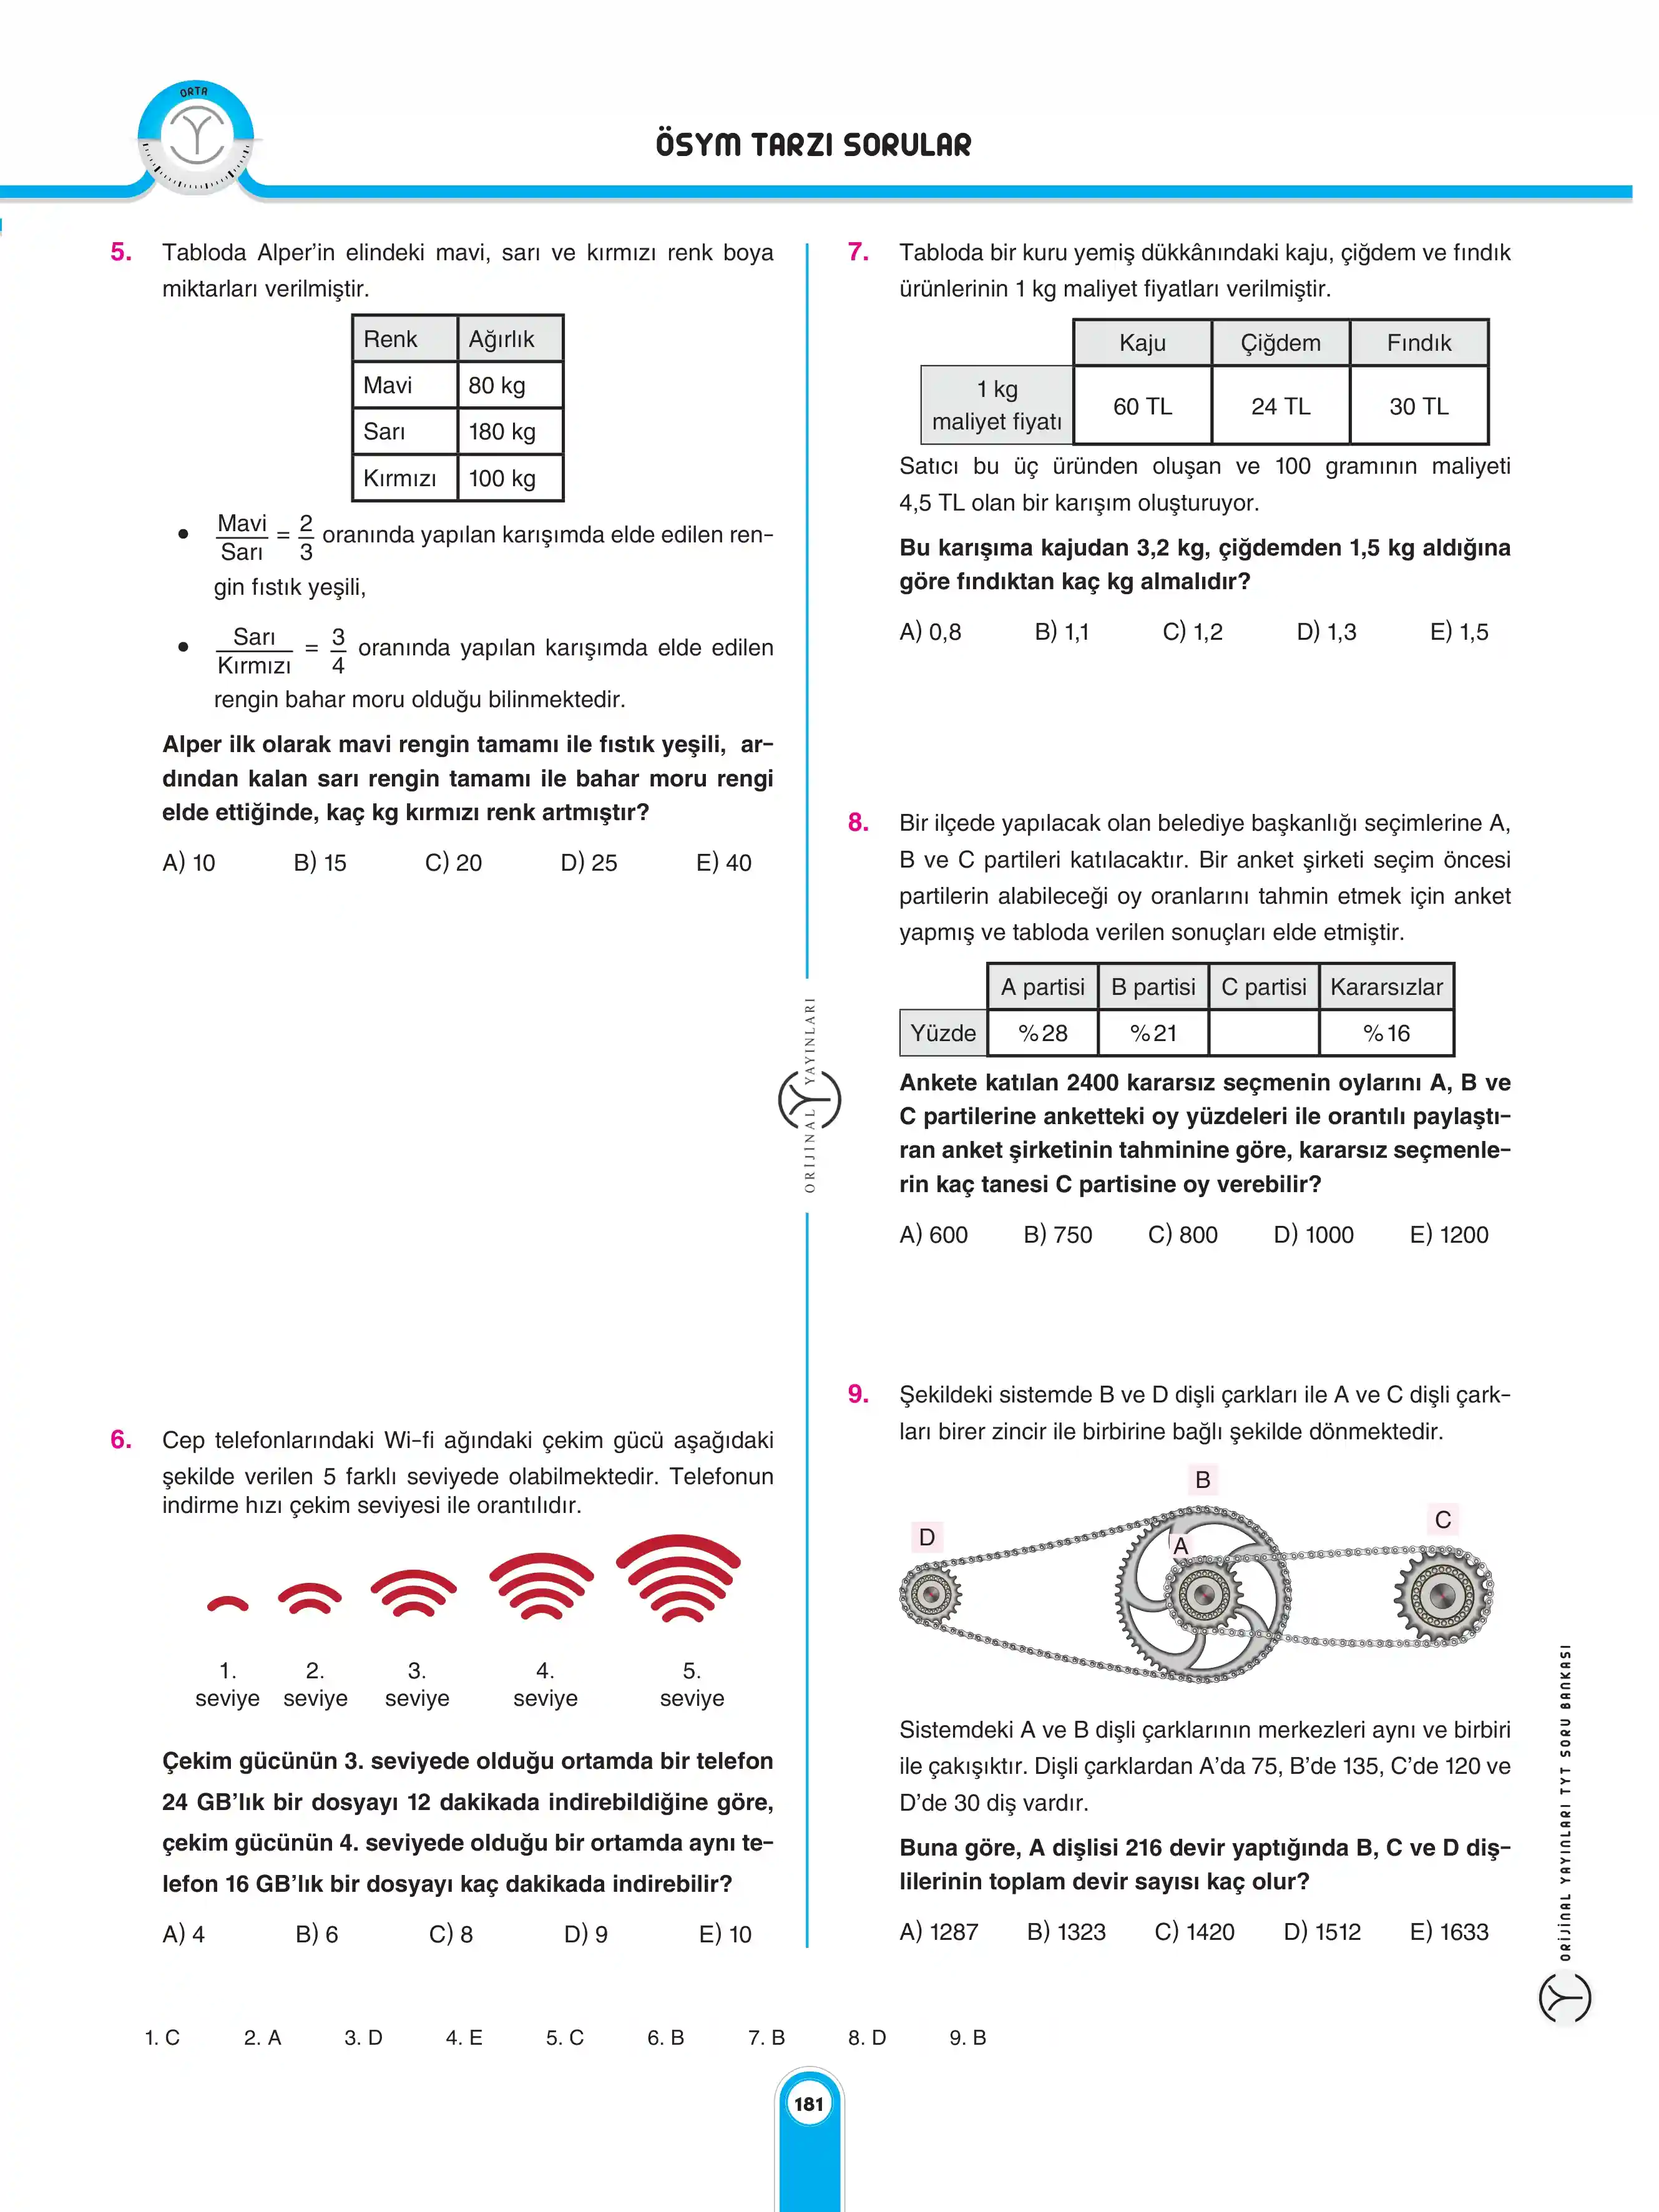 ORTA
ÖSYM TARZI SORULAR
5. Tabloda Alper'in elindeki mavi, sarı ve kırmızı renk boya
miktarları verilmiştir.
Renk Ağırlık
Mavi 80 kg
Sarı 180 kg
Kırmızı 100 kg
• Mavi/Sarı = 2/3 oranında yapılan karışımda elde edilen ren-
gin fıstık yeşili,
• Sarı/Kırmızı = 3/4 oranında yapılan karışımda elde edilen
rengin bahar moru olduğu bilinmektedir.
Alper ilk olarak mavi rengin tamamı ile fıstık yeşili, ar-
dından kalan sarı rengin tamamı ile bahar moru rengi
elde ettiğinde, kaç kg kırmızı renk artmıştır?
A) 10 B) 15 C) 20 D) 25 E) 40
6. Cep telefonlarındaki Wi-fi ağındaki çekim gücü aşağıdaki
şekilde verilen 5 farklı seviyede olabilmektedir. Telefonun
indirme hızı çekim seviyesi ile orantılıdır.
1. 2. 3. 4. 5.
seviye seviye seviye seviye seviye
Çekim gücünün 3. seviyede olduğu ortamda bir telefon
24 GB'lık bir dosyayı 12 dakikada indirebildiğine göre,
çekim gücünün 4. seviyede olduğu bir ortamda aynı te-
lefon 16 GB'lık bir dosyayı kaç dakikada indirebilir?
A) 4 B) 6 C) 8 D) 9 E) 10
ORİJİNAL YAYINLARI
7. Tabloda bir kuru yemiş dükkânındaki kaju, çiğdem ve fındık
ürünlerinin 1 kg maliyet fiyatları verilmiştir.
Kaju Çiğdem Fındık
1 kg
maliyet fiyatı 60 TL 24 TL 30 TL
Satıcı bu üç üründen oluşan ve 100 gramının maliyeti
4,5 TL olan bir karışım oluşturuyor.
Bu karışıma kajudan 3,2 kg, çiğdemden 1,5 kg aldığına
göre fındıktan kaç kg almalıdır?
A) 0,8 B) 1,1 C) 1,2 D) 1,3 E) 1,5
8. Bir ilçede yapılacak olan belediye başkanlığı seçimlerine A,
B ve C partileri katılacaktır. Bir anket şirketi seçim öncesi
partilerin alabileceği oy oranlarını tahmin etmek için anket
yapmış ve tabloda verilen sonuçları elde etmiştir.
A partisi B partisi C partisi Kararsızlar
Yüzde %28 %21 %16
Ankete katılan 2400 kararsız seçmenin oylarını A, B ve
C partilerine anketteki oy yüzdeleri ile orantılı paylaştı-
ran anket şirketinin tahminine göre, kararsız seçmenle-
rin kaç tanesi C partisine oy verebilir?
A) 600 B) 750 C) 800 D) 1000 E) 1200
9. Şekildeki sistemde B ve D dişli çarkları ile A ve C dişli çark-
ları birer zincir ile birbirine bağlı şekilde dönmektedir.
B
D
A
C
Sistemdeki A ve B dişli çarklarının merkezleri aynı ve birbiri
ile çakışıktır. Dişli çarklardan A'da 75, B'de 135, C'de 120 ve
D'de 30 diş vardır.
Buna göre, A dişlisi 216 devir yaptığında B, C ve D diş-
lilerinin toplam devir sayısı kaç olur?
A) 1287 B) 1323 C) 1420 D) 1512 E) 1633
ORİJİNAL YAYINLARI TYT SORU BANKASI
1. C 2. A 3. D 4. E 5. C 6. B 7. B 8. D 9. B
181